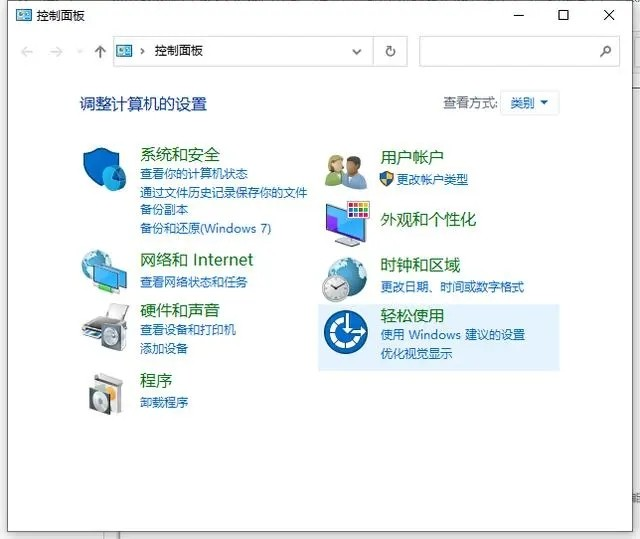 控制面板
控制面板
调整计算机的设置
查看方式: 类别
系统和安全
查看你的计算机状态
通过文件历史记录保存你的文件
备份副本
备份和还原(Windows 7)
网络和 Internet
查看网络状态和任务
硬件和声音
查看设备和打印机
添加设备
程序
卸载程序
用户帐户
更改帐户类型
外观和个性化
时钟和区域
更改日期、时间或数字格式
轻松使用
使用 Windows 建议的设置
优化视觉显示